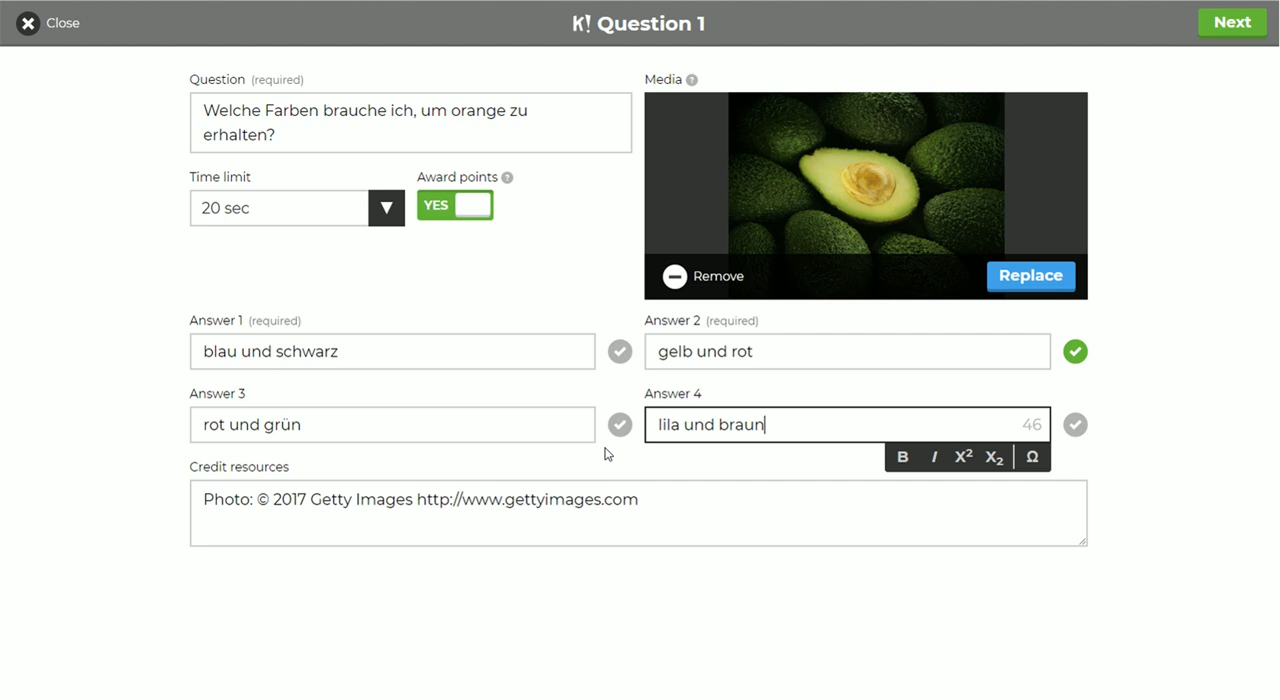 Close
K! Question 1
Next
Question (required)
Welche Farben brauche ich, um orange zu
erhalten?
Media ?
Time limit
20 sec
Award points ?
YES
Remove
Replace
Answer 1 (required)
blau und schwarz
Answer 2 (required)
gelb und rot
Answer 3
rot und grün
Answer 4
lila und braun 46
B I X² X₂ Ω
Credit resources
Photo: © 2017 Getty Images http://www.gettyimages.com